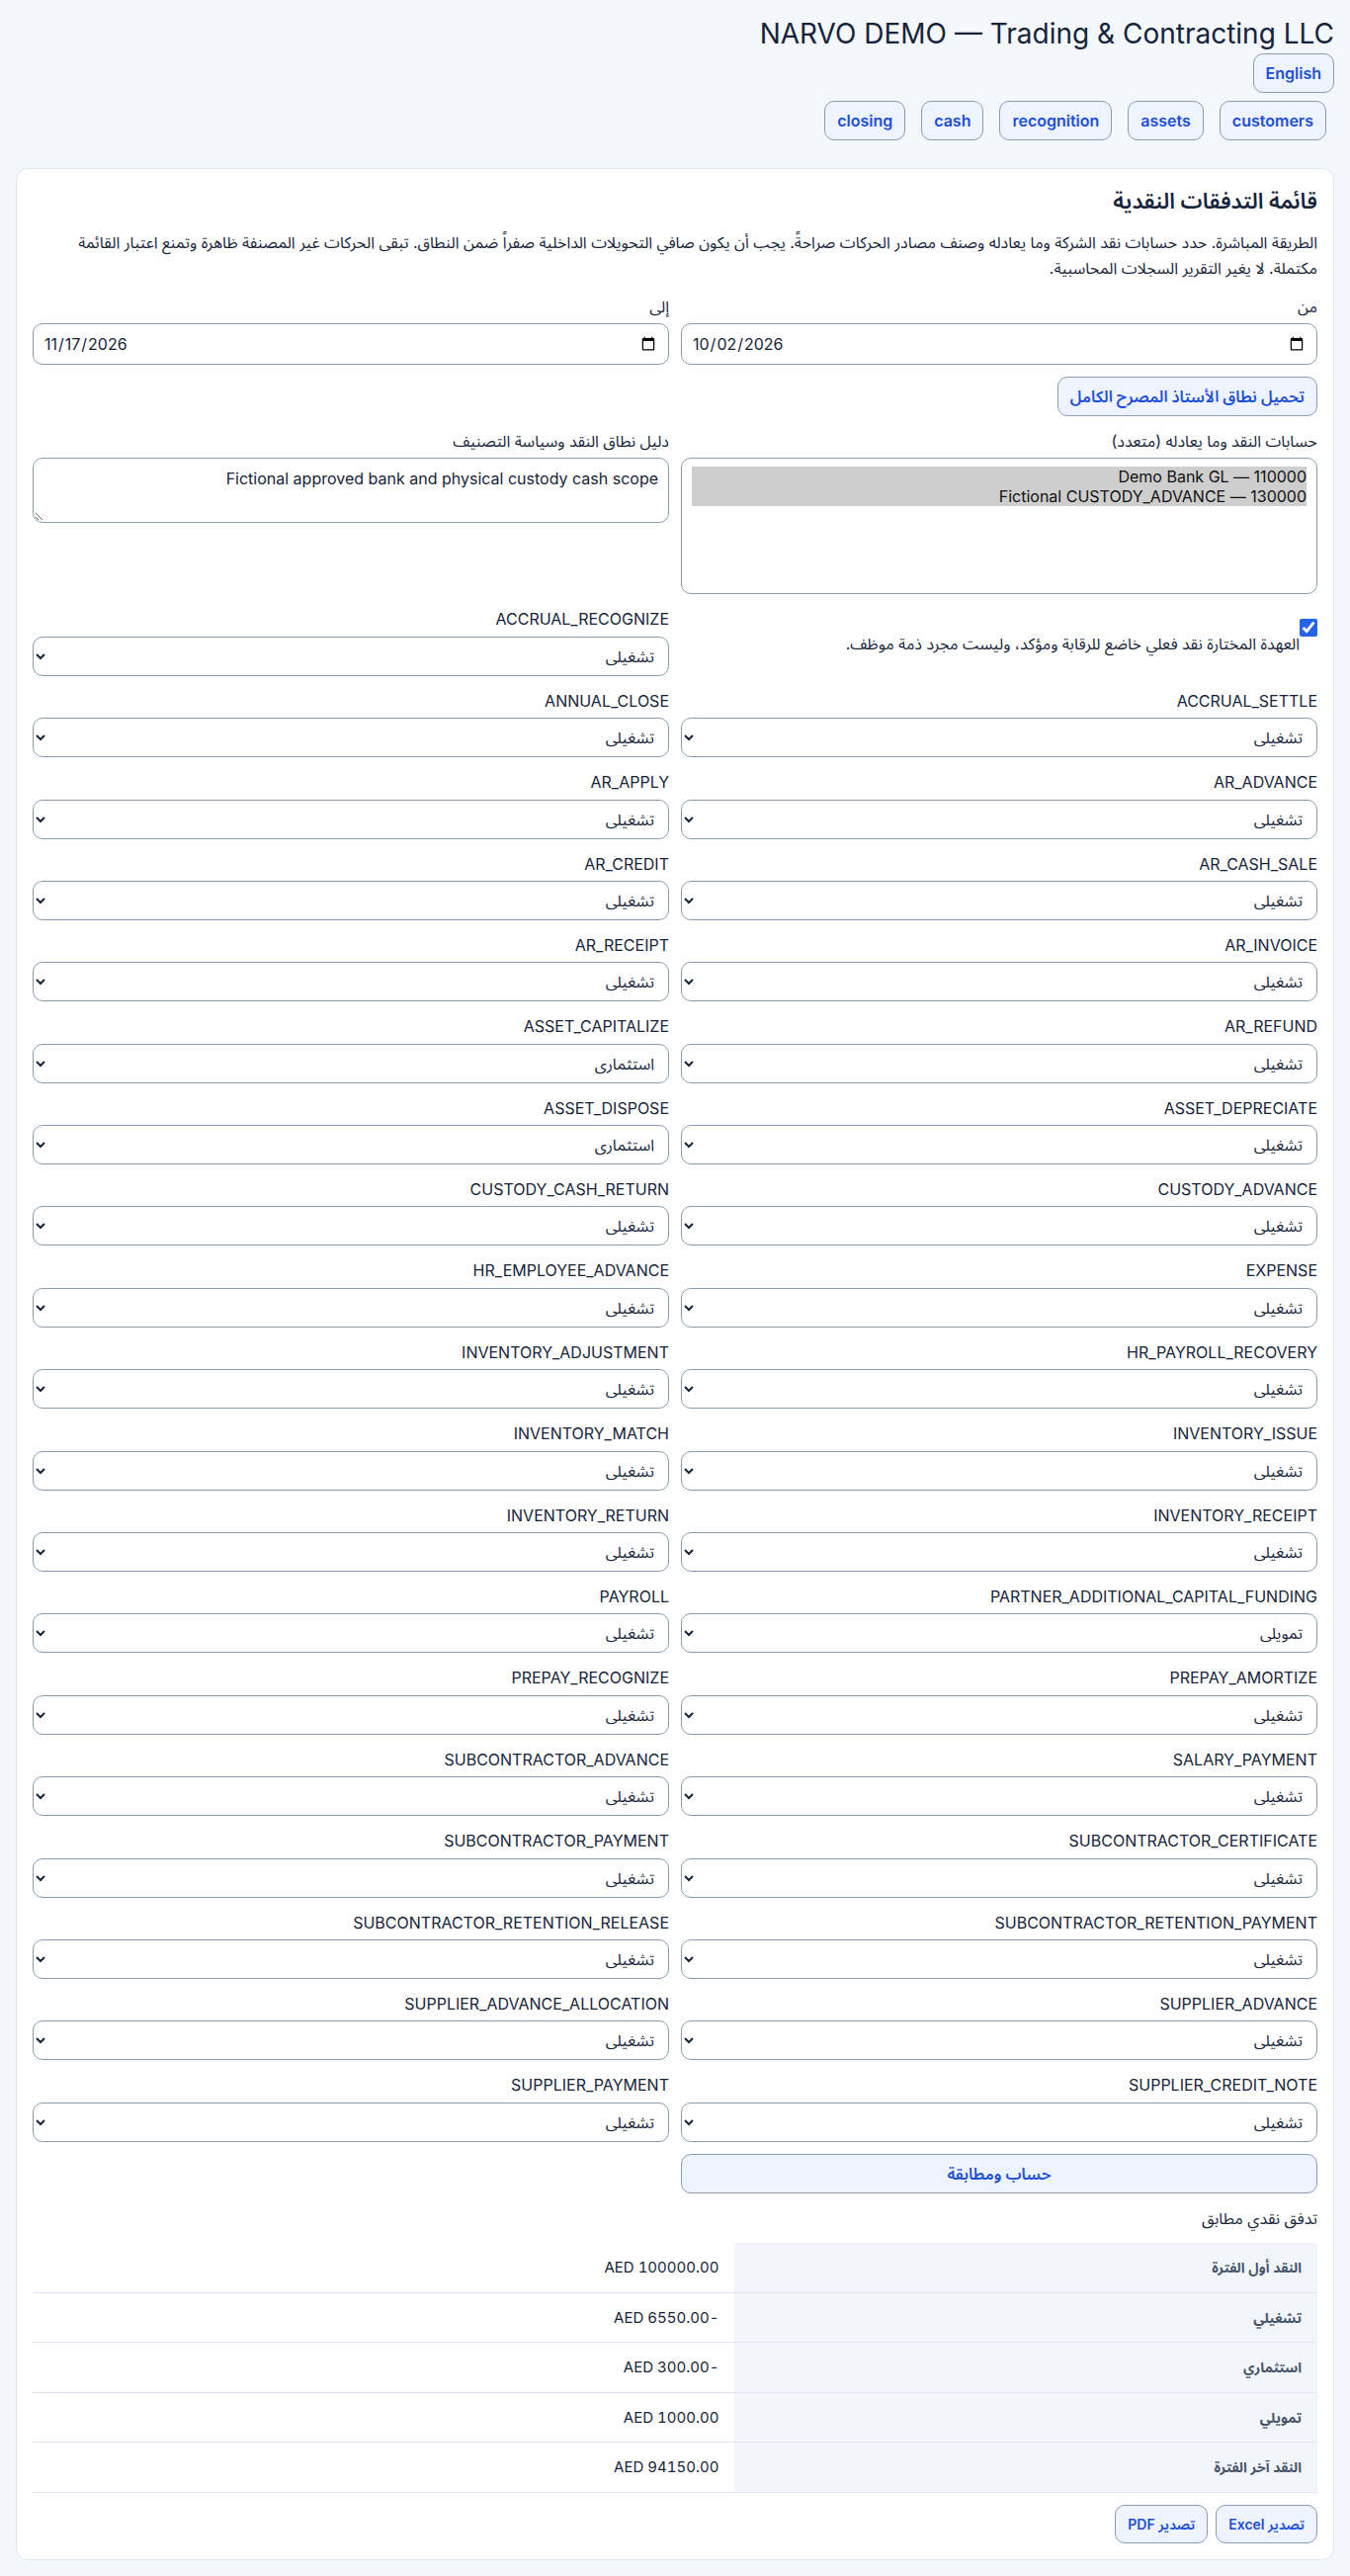 NARVO DEMO — Trading & Contracting LLC
English
customers assets recognition cash closing
قائمة التدفقات النقدية
الطريقة المباشرة. حدد حسابات نقد الشركة وما يعادله وصنف مصادر الحركات صراحةً. يجب أن يكون صافي التحويلات الداخلية صفراً ضمن النطاق. تبقى الحركات غير المصنفة ظاهرة وتمنع اعتبار القائمة
مكتملة. لا يغير التقرير السجلات المحاسبية.
من إلى
10/02/2026 11/17/2026
تحميل نطاق الأستاذ المصرح الكامل
حسابات النقد وما يعادله (متعدد) دليل نطاق النقد وسياسة التصنيف
Demo Bank GL — 110000 Fictional approved bank and physical custody cash scope
Fictional CUSTODY_ADVANCE — 130000
العهدة المختارة نقد فعلي خاضع للرقابة ومؤكد، وليست مجرد ذمة موظف.
ACCRUAL_RECOGNIZE
تشغيلي
ACCRUAL_SETTLE ANNUAL_CLOSE
تشغيلي تشغيلي
AR_ADVANCE AR_APPLY
تشغيلي تشغيلي
AR_CASH_SALE AR_CREDIT
تشغيلي تشغيلي
AR_INVOICE AR_RECEIPT
تشغيلي تشغيلي
AR_REFUND ASSET_CAPITALIZE
تشغيلي استثماري
ASSET_DEPRECIATE ASSET_DISPOSE
تشغيلي استثماري
CUSTODY_ADVANCE CUSTODY_CASH_RETURN
تشغيلي تشغيلي
EXPENSE HR_EMPLOYEE_ADVANCE
تشغيلي تشغيلي
HR_PAYROLL_RECOVERY INVENTORY_ADJUSTMENT
تشغيلي تشغيلي
INVENTORY_ISSUE INVENTORY_MATCH
تشغيلي تشغيلي
INVENTORY_RECEIPT INVENTORY_RETURN
تشغيلي تشغيلي
PARTNER_ADDITIONAL_CAPITAL_FUNDING PAYROLL
تمويلي تشغيلي
PREPAY_AMORTIZE PREPAY_RECOGNIZE
تشغيلي تشغيلي
SALARY_PAYMENT SUBCONTRACTOR_ADVANCE
تشغيلي تشغيلي
SUBCONTRACTOR_CERTIFICATE SUBCONTRACTOR_PAYMENT
تشغيلي تشغيلي
SUBCONTRACTOR_RETENTION_PAYMENT SUBCONTRACTOR_RETENTION_RELEASE
تشغيلي تشغيلي
SUPPLIER_ADVANCE SUPPLIER_ADVANCE_ALLOCATION
تشغيلي تشغيلي
SUPPLIER_CREDIT_NOTE SUPPLIER_PAYMENT
تشغيلي تشغيلي
حساب ومطابقة
تدفق نقدي مطابق
النقد أول الفترة AED 100000.00
تشغيلي AED 6550.00-
استثماري AED 300.00-
تمويلي AED 1000.00
النقد آخر الفترة AED 94150.00
تصدير Excel تصدير PDF